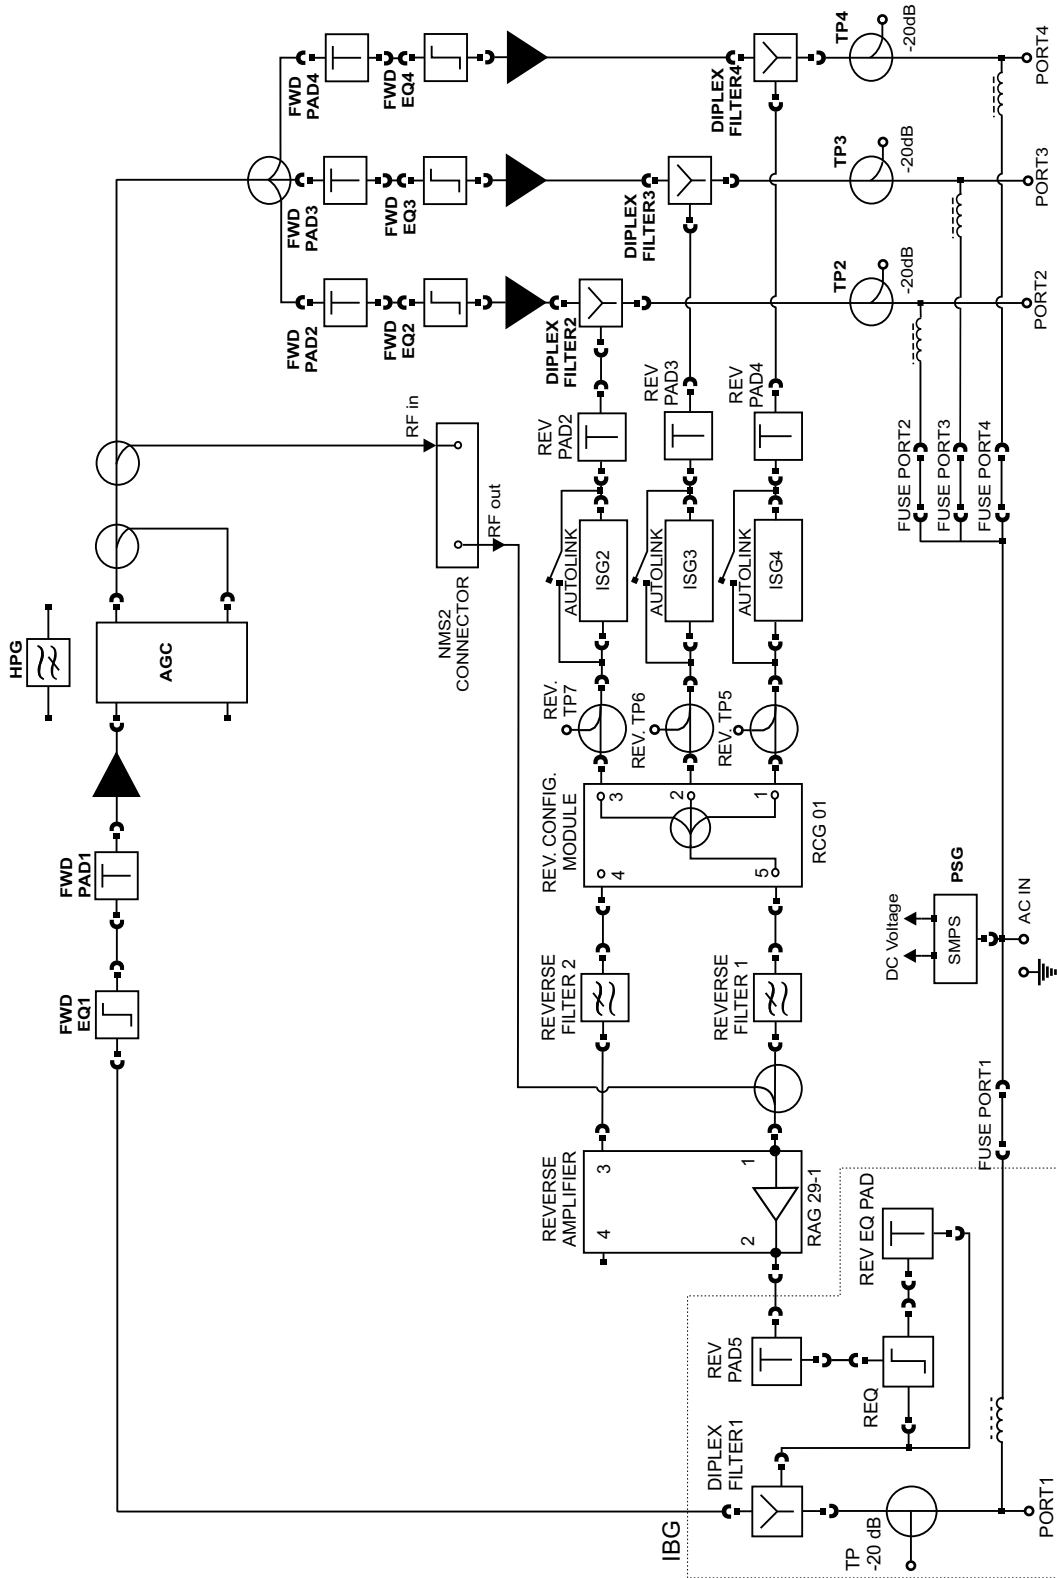 HPG
AGC
FWD
PAD1
FWD
EQ1
FWD
PAD4
FWD
EQ4
FWD
PAD3
FWD
EQ3
FWD
PAD2
FWD
EQ2
DIPLEX
FILTER4
DIPLEX
FILTER3
DIPLEX
FILTER2
TP4
-20dB
TP3
-20dB
TP2
-20dB
PORT4
PORT3
PORT2
RF in
RF out
NMS2
CONNECTOR
REV
PAD2
REV
PAD3
REV
PAD4
AUTOLINK
ISG2
AUTOLINK
ISG3
AUTOLINK
ISG4
FUSE PORT2
FUSE PORT3
FUSE PORT4
REV.
TP7
REV. TP6
REV. TP5
REV. CONFIG.
MODULE
3
2
1
4
5
RCG 01
REVERSE
FILTER 2
REVERSE
FILTER 1
DC Voltage
SMPS
PSG
AC IN
REVERSE
AMPLIFIER
3
1
4
2
RAG 29-1
FUSE PORT1
REV EQ PAD
REV
PAD5
REQ
DIPLEX
FILTER1
IBG
TP
-20 dB
PORT1